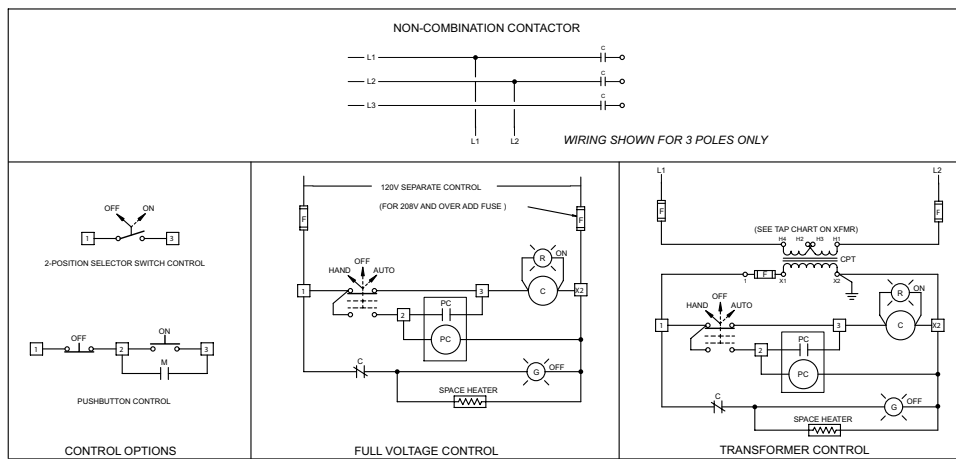 NON-COMBINATION CONTACTOR
L1
C
L2
C
L3
C
L1 L2
WIRING SHOWN FOR 3 POLES ONLY
OFF ON
1 3
2-POSITION SELECTOR SWITCH CONTROL
OFF ON
1 2 3
M
PUSHBUTTON CONTROL
CONTROL OPTIONS
120V SEPARATE CONTROL
(FOR 208V AND OVER ADD FUSE )
F F
R ON
OFF
HAND AUTO
1 3 C X2
2 PC
PC
C G OFF
SPACE HEATER
FULL VOLTAGE CONTROL
L1 L2
F F
(SEE TAP CHART ON XFMR)
H4 H2 H3 H1
CPT
F
1 X1 X2
R ON
OFF
HAND AUTO
1 3 C X2
2 PC
PC
C G OFF
SPACE HEATER
TRANSFORMER CONTROL